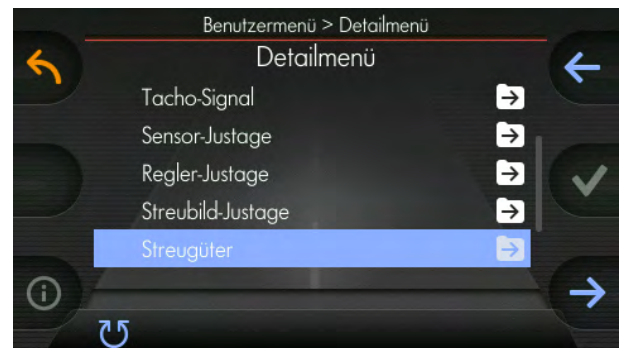 Benutzermenü > Detailmenü
Detailmenü
Tacho-Signal
Sensor-Justage
Regler-Justage
Streubild-Justage
Streugüter